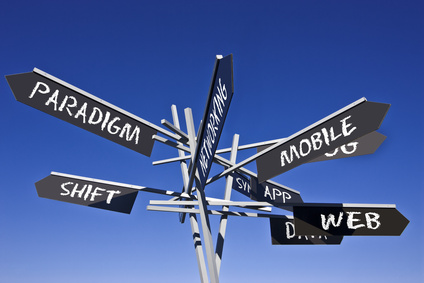 PARADIGM
NETWORKING
MOBILE
SHIFT
APP
WEB